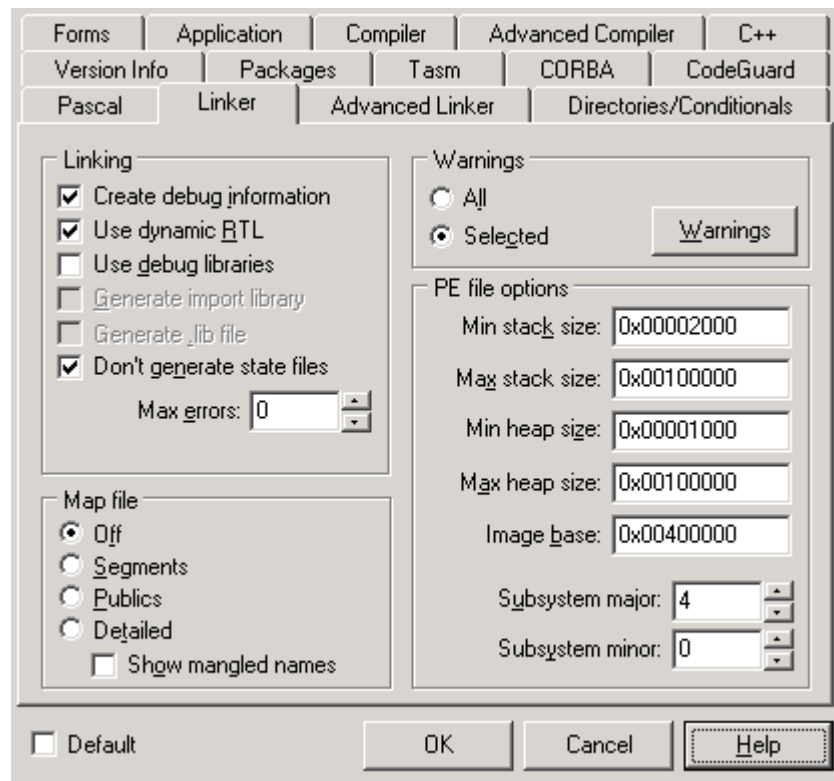 Forms Application Compiler Advanced Compiler C++
Version Info Packages Tasm CORBA CodeGuard
Pascal Linker Advanced Linker Directories/Conditionals
Linking
Create debug information
Use dynamic RTL
Use debug libraries
Generate import library
Generate .lib file
Don't generate state files
Max errors: 0
Map file
Off
Segments
Publics
Detailed
Show mangled names
Warnings
All
Selected Warnings
PE file options
Min stack size: 0x00002000
Max stack size: 0x00100000
Min heap size: 0x00001000
Max heap size: 0x00100000
Image base: 0x00400000
Subsystem major: 4
Subsystem minor: 0
Default OK Cancel Help